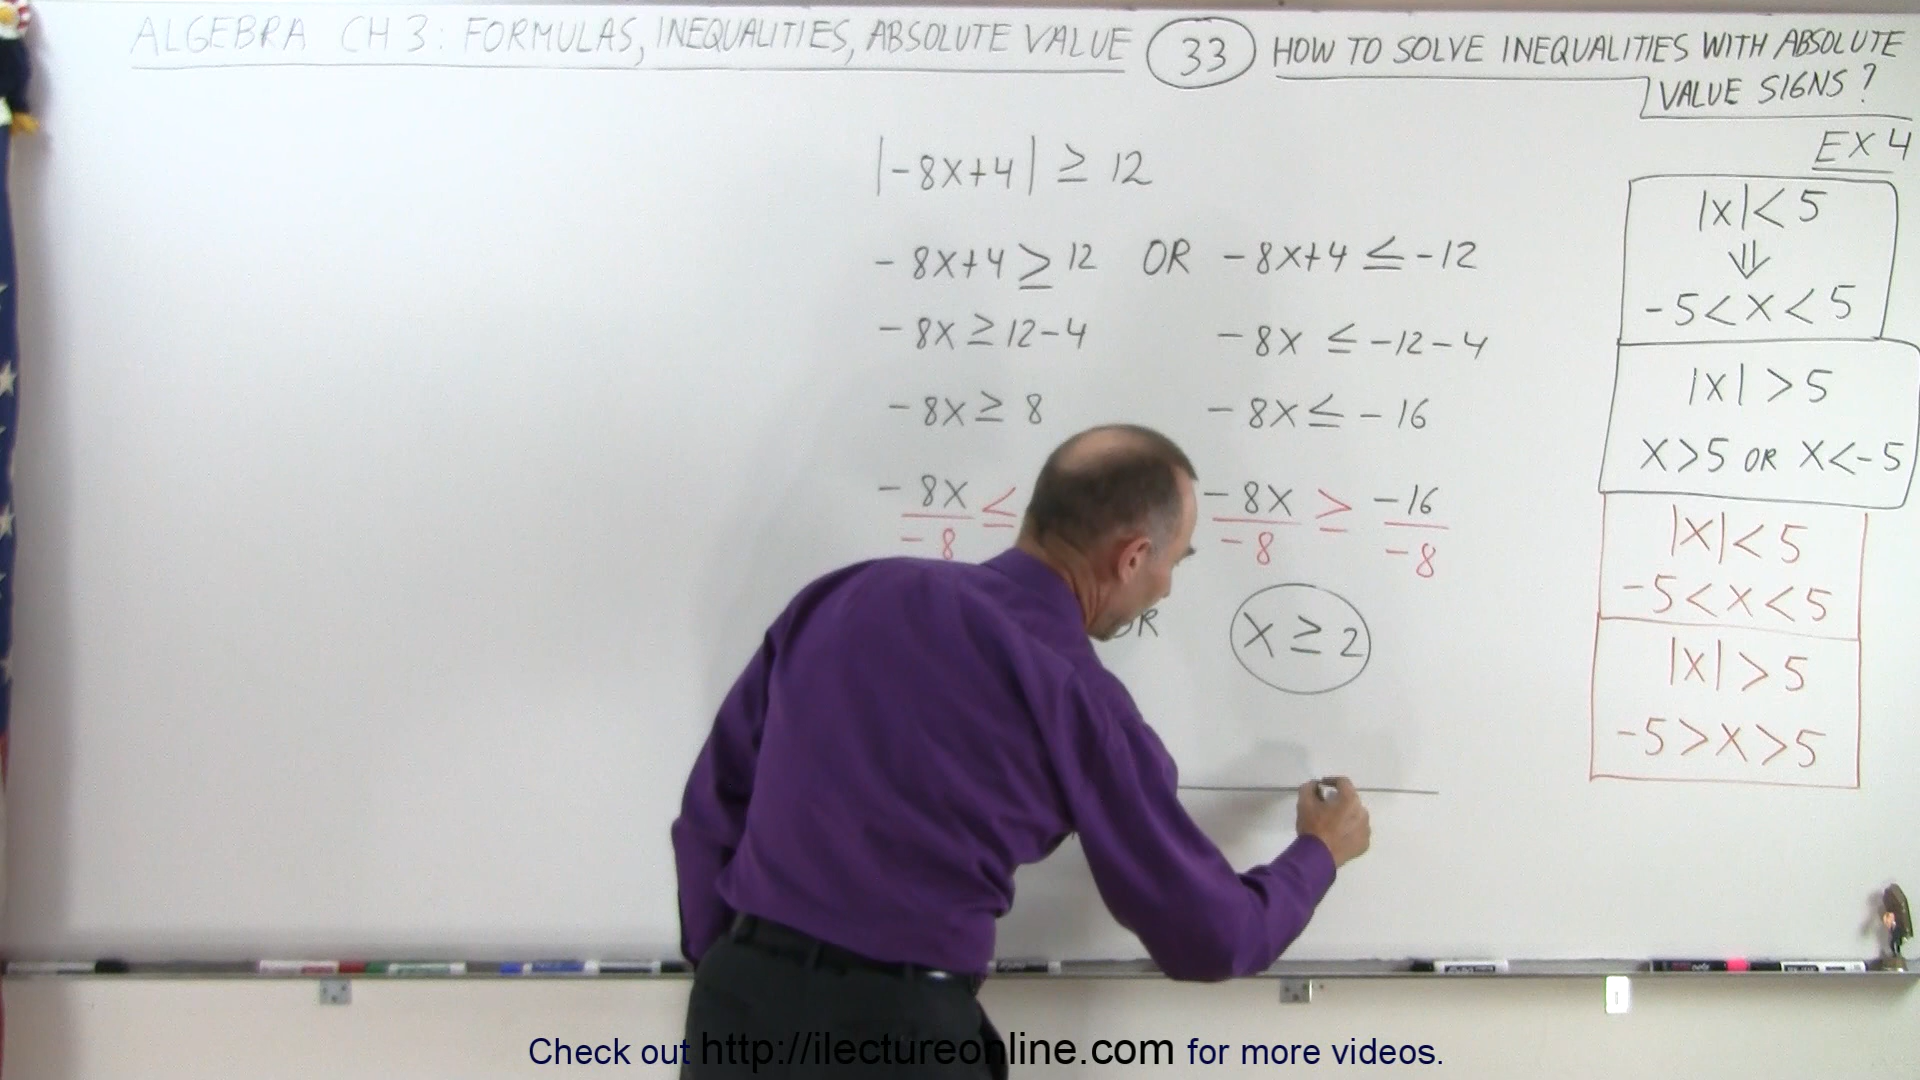 ALGEBRA CH 3: FORMULAS, INEQUALITIES, ABSOLUTE VALUE 33 HOW TO SOLVE INEQUALITIES WITH ABSOLUTE
VALUE SIGNS?
EX 4
|-8X+4| ≥ 12
-8X+4 ≥ 12 OR -8X+4 ≤ -12
-8X ≥ 12-4 -8X ≤ -12-4
-8X ≥ 8 -8X ≤ -16
-8X ≤ -8X ≥ -16
-8 -8 -8
OR X ≥ 2
|X| < 5
⇓
-5 < X < 5
|X| > 5
X > 5 OR X < -5
|X| < 5
-5 < X < 5
|X| > 5
-5 > X > 5
Check out http://ilectureonline.com for more videos.